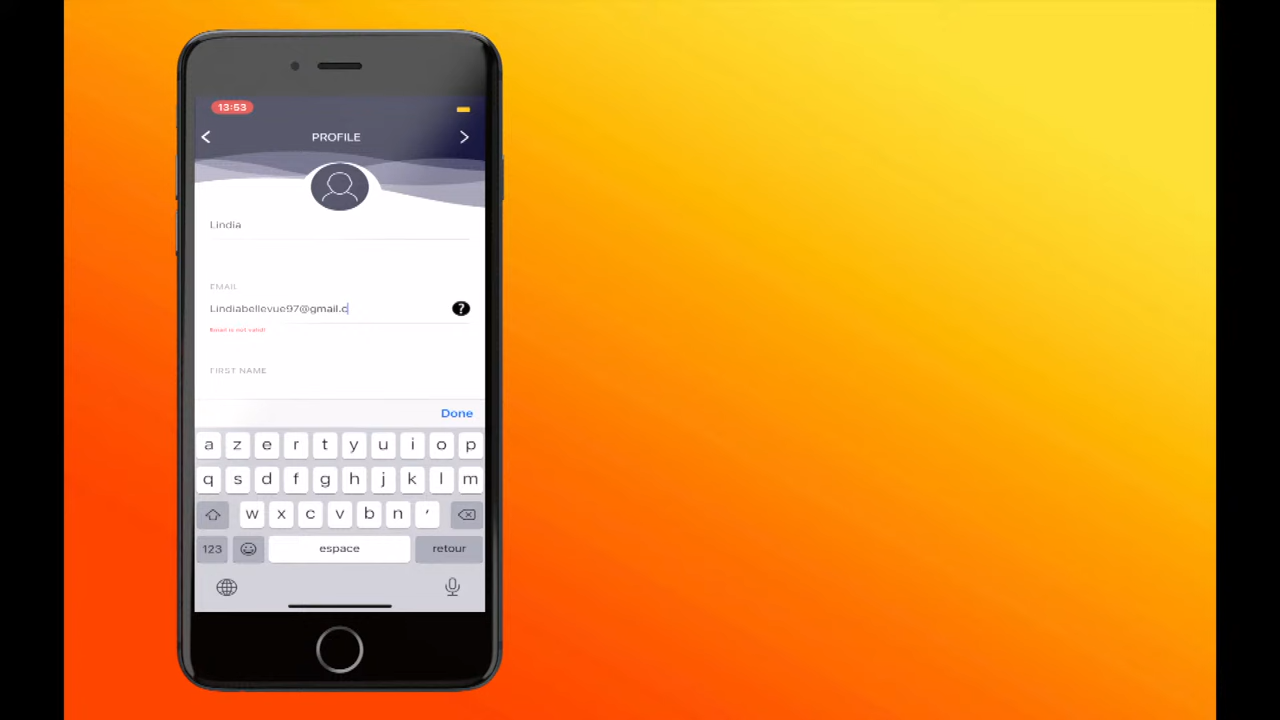 13:53
PROFILE
Lindia
EMAIL
Lindiabellevue97@gmail.c
?
Email is not valid!
FIRST NAME
Done
a z e r t y u i o p
q s d f g h j k l m
w x c v b n ‘
123 espace retour